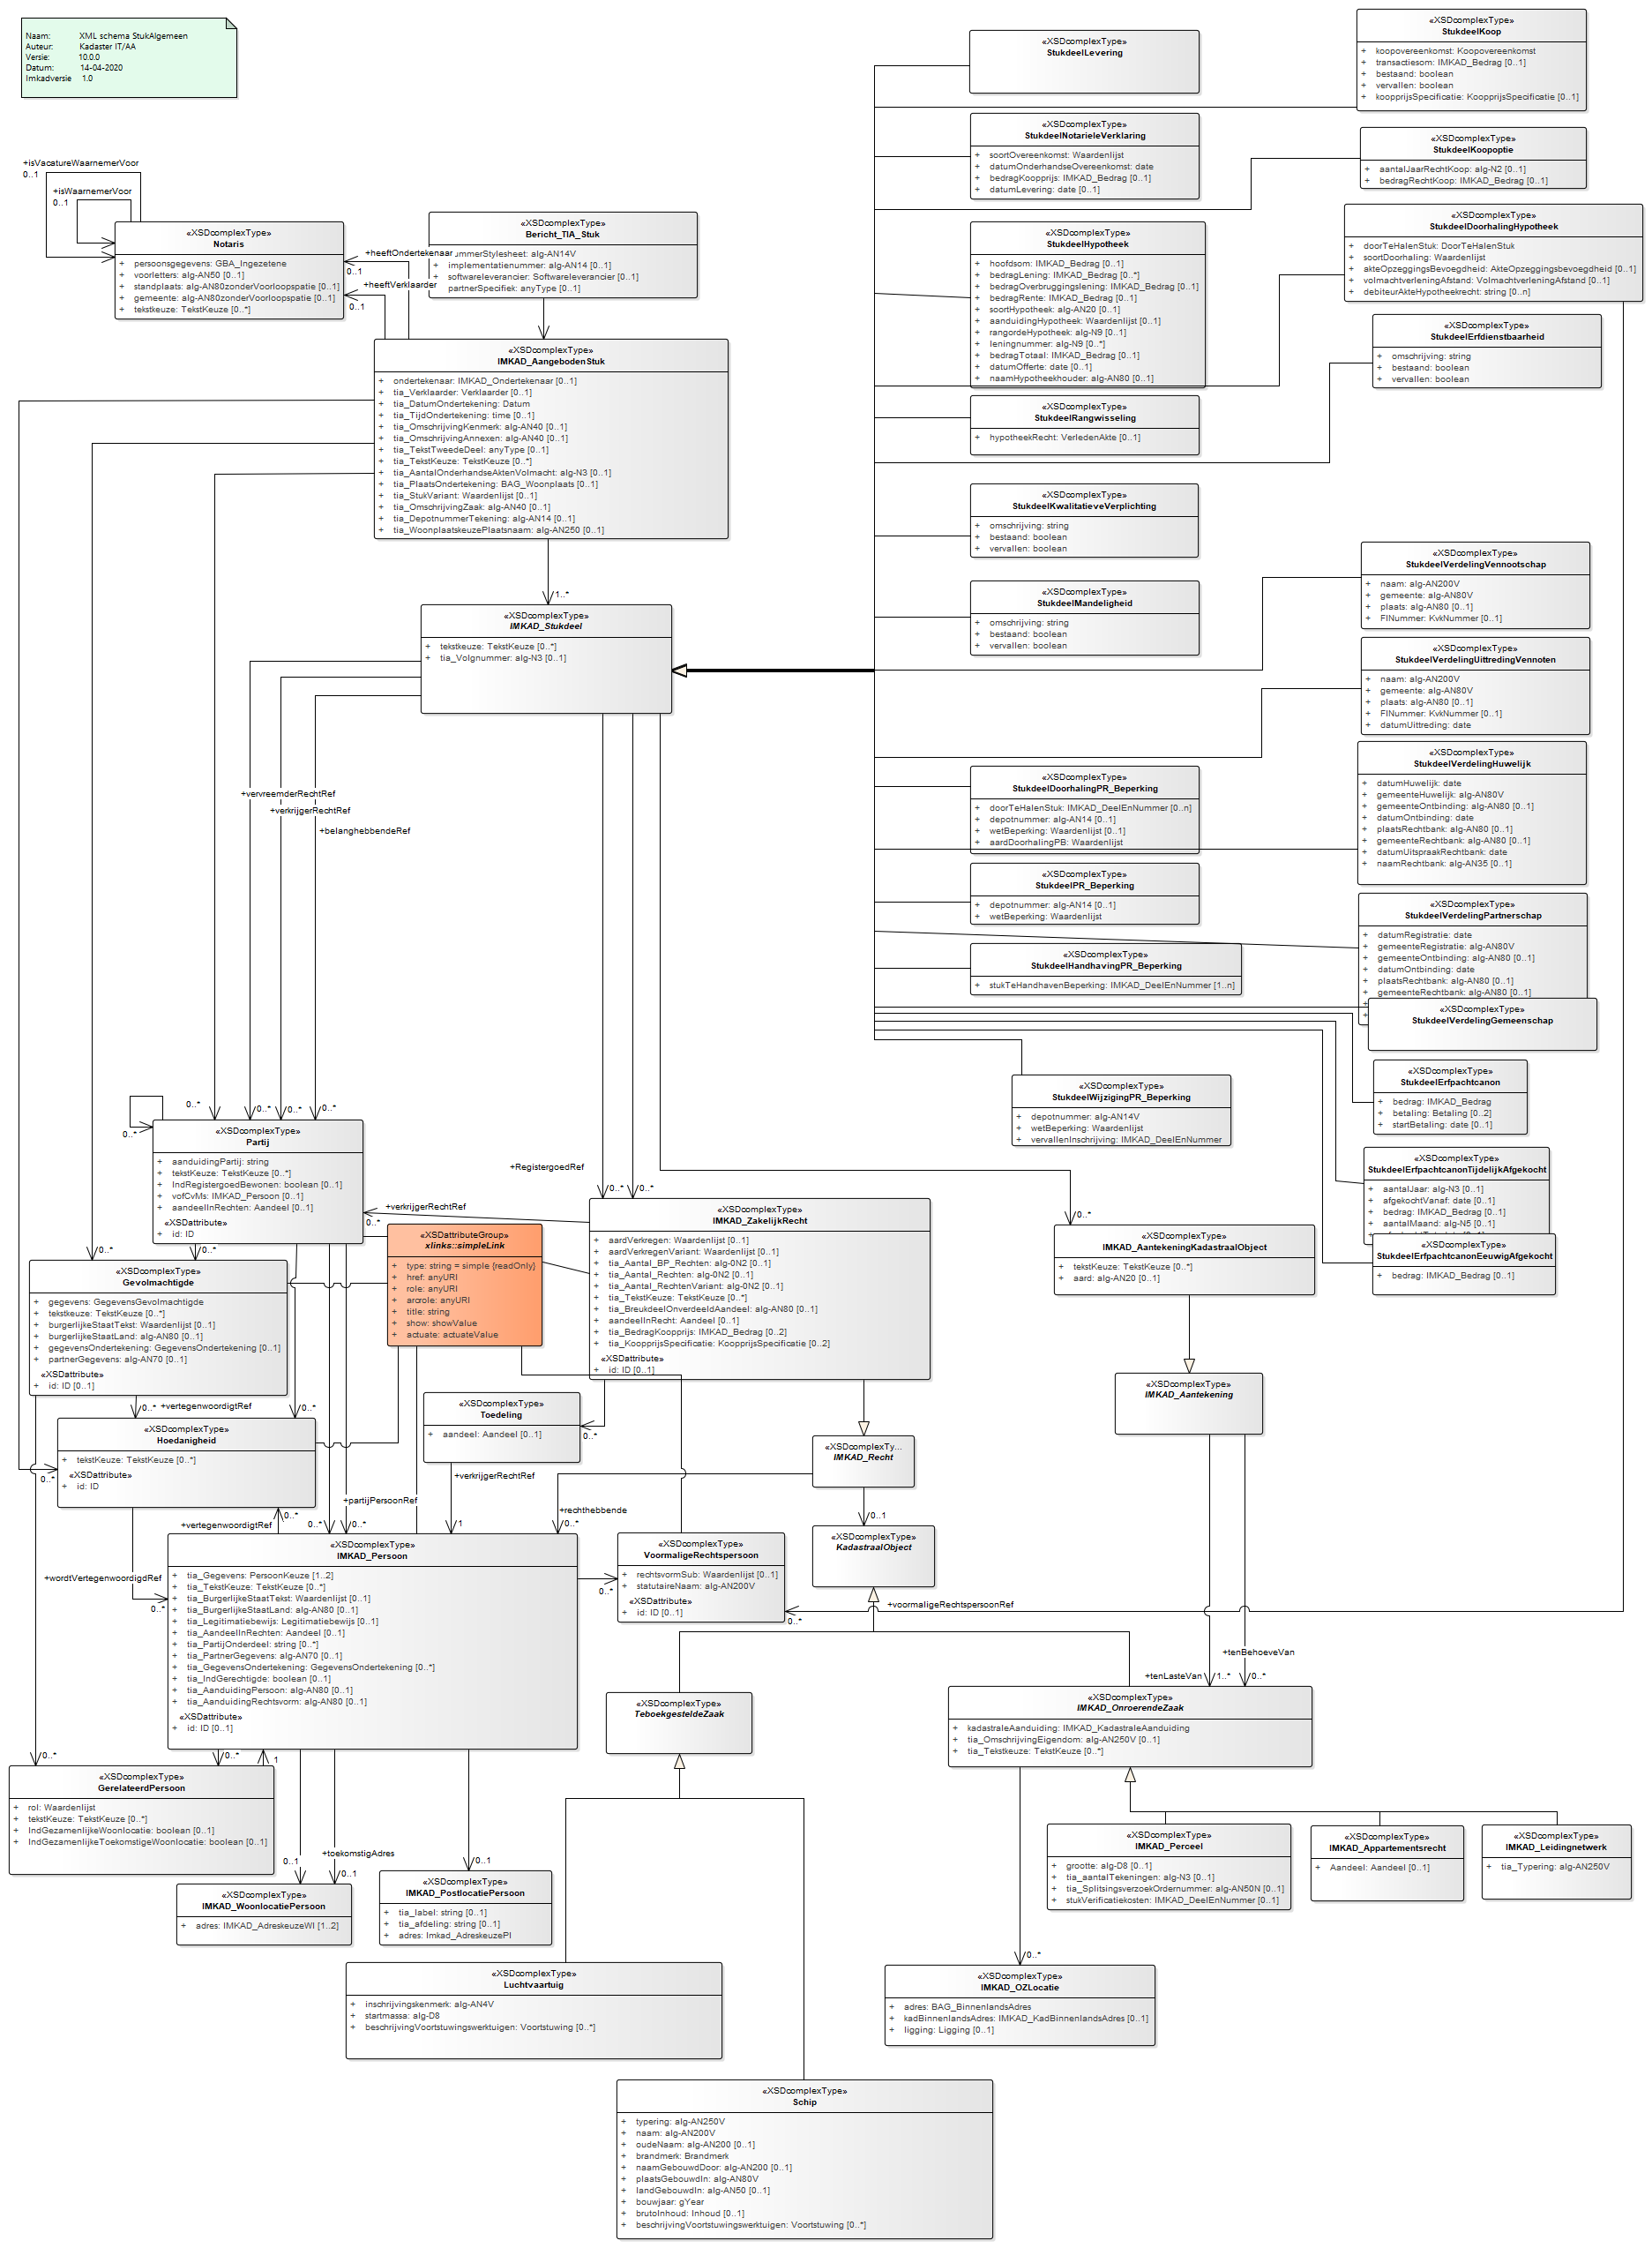 Naam: XML schema StukAlgemeen
Auteur: Kadaster IT/AA
Versie: 10.0.0
Datum: 14-04-2020
Imkadversie 1.0
+isVacatureWaarnemerVoor
0..1
+isWaarnemerVoor
0..1
«XSDcomplexType»
Notaris
+ persoonsgegevens: GBA_Ingezetene
+ voorletters: alg-AN50 [0..1]
+ standplaats: alg-AN80zonderVoorloopspatie [0..1]
+ gemeente: alg-AN80zonderVoorloopspatie [0..1]
+ tekstkeuze: TekstKeuze [0..*]
«XSDcomplexType»
Bericht_TIA_Stuk
ummerStylesheet: alg-AN14V
+ implementatienummer: alg-AN14 [0..1]
+ softwareleverancier: Softwareleverancier [0..1]
partnerSpecifiek: anyType [0..1]
+heeftOndertekenaar
0..1
+heeftVerklaarder
0..1
«XSDcomplexType»
IMKAD_AangebodenStuk
+ ondertekenaar: IMKAD_Ondertekenaar [0..1]
+ tia_Verklaarder: Verklaarder [0..1]
+ tia_DatumOndertekening: Datum
+ tia_TijdOndertekening: time [0..1]
+ tia_OmschrijvingKenmerk: alg-AN40 [0..1]
+ tia_OmschrijvingAnnexen: alg-AN40 [0..1]
+ tia_TekstTweedeDeel: anyType [0..1]
+ tia_TekstKeuze: TekstKeuze [0..*]
+ tia_AantalOnderhandseAktenVolmacht: alg-N3 [0..1]
+ tia_PlaatsOndertekening: BAG_Woonplaats [0..1]
+ tia_StukVariant: Waardenlijst [0..1]
+ tia_OmschrijvingZaak: alg-AN40 [0..1]
+ tia_DepotnummerTekening: alg-AN14 [0..1]
+ tia_WoonplaatskeuzePlaatsnaam: alg-AN250 [0..1]
1..*
«XSDcomplexType»
IMKAD_Stukdeel
+ tekstkeuze: TekstKeuze [0..*]
+ tia_Volgnummer: alg-N3 [0..1]
+vervreemderRechtRef
+verkrijgerRechtRef
+belanghebbendeRef
«XSDcomplexType»
StukdeelLevering
«XSDcomplexType»
StukdeelKoop
+ koopovereenkomst: Koopovereenkomst
+ transactiesom: IMKAD_Bedrag [0..1]
+ bestaand: boolean
+ vervallen: boolean
+ koopprijsSpecificatie: KoopprijsSpecificatie [0..1]
«XSDcomplexType»
StukdeelNotarieleVerklaring
+ soortOvereenkomst: Waardenlijst
+ datumOnderhandseOvereenkomst: date
+ bedragKoopprijs: IMKAD_Bedrag [0..1]
+ datumLevering: date [0..1]
«XSDcomplexType»
StukdeelKoopoptie
+ aantalJaarRechtKoop: alg-N2 [0..1]
+ bedragRechtKoop: IMKAD_Bedrag [0..1]
«XSDcomplexType»
StukdeelHypotheek
+ hoofdsom: IMKAD_Bedrag [0..1]
+ bedragLening: IMKAD_Bedrag [0..*]
+ bedragOverbruggingslening: IMKAD_Bedrag [0..1]
+ bedragRente: IMKAD_Bedrag [0..1]
+ soortHypotheek: alg-AN20 [0..1]
+ aanduidingHypotheek: Waardenlijst [0..1]
+ rangordeHypotheek: alg-N9 [0..1]
+ leningnummer: alg-N9 [0..*]
+ bedragTotaal: IMKAD_Bedrag [0..1]
+ datumOfferte: date [0..1]
+ naamHypotheekhouder: alg-AN80 [0..1]
«XSDcomplexType»
StukdeelDoorhalingHypotheek
+ doorTeHalenStuk: DoorTeHalenStuk
+ soortDoorhaling: Waardenlijst
+ akteOpzeggingsBevoegdheid: AkteOpzeggingsbevoegdheid [0..1]
+ volmachtverleningAfstand: VolmachtverleningAfstand [0..1]
+ debiteurAkteHypotheekrecht: string [0..n]
«XSDcomplexType»
StukdeelErfdienstbaarheid
+ omschrijving: string
+ bestaand: boolean
+ vervallen: boolean
«XSDcomplexType»
StukdeelRangwisseling
+ hypotheekRecht: VerledenAkte [0..1]
«XSDcomplexType»
StukdeelKwalitatieveVerplichting
+ omschrijving: string
+ bestaand: boolean
+ vervallen: boolean
«XSDcomplexType»
StukdeelMandeligheid
+ omschrijving: string
+ bestaand: boolean
+ vervallen: boolean
«XSDcomplexType»
StukdeelVerdelingVennootschap
+ naam: alg-AN200V
+ gemeente: alg-AN80V
+ plaats: alg-AN80 [0..1]
+ FINummer: KvkNummer [0..1]
«XSDcomplexType»
StukdeelVerdelingUittredingVennoten
+ naam: alg-AN200V
+ gemeente: alg-AN80V
+ plaats: alg-AN80 [0..1]
+ FINummer: KvkNummer [0..1]
+ datumUittreding: date
«XSDcomplexType»
StukdeelVerdelingHuwelijk
+ datumHuwelijk: date
+ gemeenteHuwelijk: alg-AN80V
+ gemeenteOntbinding: alg-AN80 [0..1]
+ datumOntbinding: date
+ plaatsRechtbank: alg-AN80 [0..1]
+ gemeenteRechtbank: alg-AN80 [0..1]
+ datumUitspraakRechtbank: date
+ naamRechtbank: alg-AN35 [0..1]
«XSDcomplexType»
StukdeelDoorhalingPR_Beperking
+ doorTeHalenStuk: IMKAD_DeelEnNummer [0..n]
+ depotnummer: alg-AN14 [0..1]
+ wetBeperking: Waardenlijst [0..1]
+ aardDoorhalingPB: Waardenlijst
«XSDcomplexType»
StukdeelPR_Beperking
+ depotnummer: alg-AN14 [0..1]
+ wetBeperking: Waardenlijst
«XSDcomplexType»
StukdeelVerdelingPartnerschap
+ datumRegistratie: date
+ gemeenteRegistratie: alg-AN80V
+ gemeenteOntbinding: alg-AN80 [0..1]
+ datumOntbinding: date
+ plaatsRechtbank: alg-AN80 [0..1]
+ gemeenteRechtbank: alg-AN80 [0..1]
+
+
«XSDcomplexType»
StukdeelHandhavingPR_Beperking
+ stukTeHandhavenBeperking: IMKAD_DeelEnNummer [1..n]
«XSDcomplexType»
StukdeelVerdelingGemeenschap
«XSDcomplexType»
StukdeelWijzigingPR_Beperking
+ depotnummer: alg-AN14V
+ wetBeperking: Waardenlijst
+ vervallenInschrijving: IMKAD_DeelEnNummer
«XSDcomplexType»
StukdeelErfpachtcanon
+ bedrag: IMKAD_Bedrag
+ betaling: Betaling [0..2]
+ startBetaling: date [0..1]
«XSDcomplexType»
StukdeelErfpachtcanonTijdelijkAfgekocht
+ aantalJaar: alg-N3 [0..1]
+ afgekochtVanaf: date [0..1]
+ bedrag: IMKAD_Bedrag [0..1]
+ aantalMaand: alg-N5 [0..1]
«XSDcomplexType»
StukdeelErfpachtcanonEeuwigAfgekocht
+ bedrag: IMKAD_Bedrag [0..1]
0..*
0..*
0..*
0..*
0..*
«XSDcomplexType»
Partij
+ aanduidingPartij: string
+ tekstKeuze: TekstKeuze [0..*]
+ IndRegistergoedBewonen: boolean [0..1]
+ vofCvMs: IMKAD_Persoon [0..1]
+ aandeelInRechten: Aandeel [0..1]
«XSDattribute»
+ id: ID
+RegistergoedRef
0..*
0..*
+verkrijgerRechtRef
0..*
«XSDcomplexType»
IMKAD_ZakelijkRecht
+ aardVerkregen: Waardenlijst [0..1]
+ aardVerkregenVariant: Waardenlijst [0..1]
+ tia_Aantal_BP_Rechten: alg-0N2 [0..1]
+ tia_Aantal_Rechten: alg-0N2 [0..1]
+ tia_Aantal_RechtenVariant: alg-0N2 [0..1]
+ tia_TekstKeuze: TekstKeuze [0..*]
+ tia_BreukdeelOnverdeeldAandeel: alg-AN80 [0..1]
+ aandeelInRecht: Aandeel [0..1]
+ tia_BedragKoopprijs: IMKAD_Bedrag [0..2]
+ tia_KoopprijsSpecificatie: KoopprijsSpecificatie [0..2]
«XSDattribute»
+ id: ID [0..1]
«XSDattributeGroup»
xlinks::simpleLink
+ type: string = simple {readOnly}
+ href: anyURI
+ role: anyURI
+ arcrole: anyURI
+ title: string
+ show: showValue
+ actuate: actuateValue
0..*
«XSDcomplexType»
IMKAD_AantekeningKadastraalObject
+ tekstKeuze: TekstKeuze [0..*]
+ aard: alg-AN20 [0..1]
0..*
0..*
«XSDcomplexType»
Gevolmachtigde
+ gegevens: GegevensGevolmachtigde
+ tekstkeuze: TekstKeuze [0..*]
+ burgerlijkeStaatTekst: Waardenlijst [0..1]
+ burgerlijkeStaatLand: alg-AN80 [0..1]
+ gegevensOndertekening: GegevensOndertekening [0..1]
+ partnerGegevens: alg-AN70 [0..1]
«XSDattribute»
+ id: ID [0..1]
0..*
+vertegenwoordigtRef
0..*
«XSDcomplexType»
IMKAD_Aantekening
«XSDcomplexType»
Toedeling
+ aandeel: Aandeel [0..1]
0..*
+verkrijgerRechtRef
1
«XSDcomplexType»
Hoedanigheid
+ tekstKeuze: TekstKeuze [0..*]
«XSDattribute»
+ id: ID
0..*
«XSDcomplexTy...
IMKAD_Recht
+rechthebbende
0..*
0..1
+partijPersoonRef
0..*
0..*
+vertegenwoordigtRef
0..*
+wordtVertegenwoordigdRef
0..*
«XSDcomplexType»
IMKAD_Persoon
+ tia_Gegevens: PersoonKeuze [1..2]
+ tia_TekstKeuze: TekstKeuze [0..*]
+ tia_BurgerlijkeStaatTekst: Waardenlijst [0..1]
+ tia_BurgerlijkeStaatLand: alg-AN80 [0..1]
+ tia_Legitimatiebewijs: Legitimatiebewijs [0..1]
+ tia_AandeelInRechten: Aandeel [0..1]
+ tia_PartijOnderdeel: string [0..*]
+ tia_PartnerGegevens: alg-AN70 [0..1]
+ tia_GegevensOndertekening: GegevensOndertekening [0..*]
+ tia_IndGerechtigde: boolean [0..1]
+ tia_AanduidingPersoon: alg-AN80 [0..1]
+ tia_AanduidingRechtsvorm: alg-AN80 [0..1]
«XSDattribute»
+ id: ID [0..1]
0..*
«XSDcomplexType»
VoormaligeRechtspersoon
+ rechtsvormSub: Waardenlijst [0..1]
+ statutaireNaam: alg-AN200V
«XSDattribute»
+ id: ID [0..1]
«XSDcomplexType»
KadastraalObject
+voormaligeRechtspersoonRef
0..*
+tenBehoeveVan
0..*
+tenLasteVan
1..*
«XSDcomplexType»
TeboekgesteldeZaak
«XSDcomplexType»
IMKAD_OnroerendeZaak
+ kadastraleAanduiding: IMKAD_KadastraleAanduiding
+ tia_OmschrijvingEigendom: alg-AN250V [0..1]
+ tia_Tekstkeuze: TekstKeuze [0..*]
0..*
0..*
1
«XSDcomplexType»
GerelateerdPersoon
+ rol: Waardenlijst
+ tekstKeuze: TekstKeuze [0..*]
+ IndGezamenlijkeWoonlocatie: boolean [0..1]
+ IndGezamenlijkeToekomstigeWoonlocatie: boolean [0..1]
0..1
+toekomstigAdres
0..1
0..1
«XSDcomplexType»
IMKAD_WoonlocatiePersoon
+ adres: IMKAD_AdreskeuzeWl [1..2]
«XSDcomplexType»
IMKAD_PostlocatiePersoon
+ tia_label: string [0..1]
+ tia_afdeling: string [0..1]
+ adres: Imkad_AdreskeuzePl
«XSDcomplexType»
IMKAD_Perceel
+ grootte: alg-D8 [0..1]
+ tia_aantalTekeningen: alg-N3 [0..1]
+ tia_SplitsingsverzoekOrdernummer: alg-AN50N [0..1]
+ stukVerificatiekosten: IMKAD_DeelEnNummer [0..1]
«XSDcomplexType»
IMKAD_Appartementsrecht
+ Aandeel: Aandeel [0..1]
«XSDcomplexType»
IMKAD_Leidingnetwerk
+ tia_Typering: alg-AN250V
0..*
«XSDcomplexType»
Luchtvaartuig
+ inschrijvingskenmerk: alg-AN4V
+ startmassa: alg-D8
+ beschrijvingVoortstuwingswerktuigen: Voortstuwing [0..*]
«XSDcomplexType»
IMKAD_OZLocatie
+ adres: BAG_BinnenlandsAdres
+ kadBinnenlandsAdres: IMKAD_KadBinnenlandsAdres [0..1]
+ ligging: Ligging [0..1]
«XSDcomplexType»
Schip
+ typering: alg-AN250V
+ naam: alg-AN200V
+ oudeNaam: alg-AN200 [0..1]
+ brandmerk: Brandmerk
+ naamGebouwdDoor: alg-AN200 [0..1]
+ plaatsGebouwdIn: alg-AN80V
+ landGebouwdIn: alg-AN50 [0..1]
+ bouwjaar: gYear
+ brutoInhoud: Inhoud [0..1]
+ beschrijvingVoortstuwingswerktuigen: Voortstuwing [0..*]